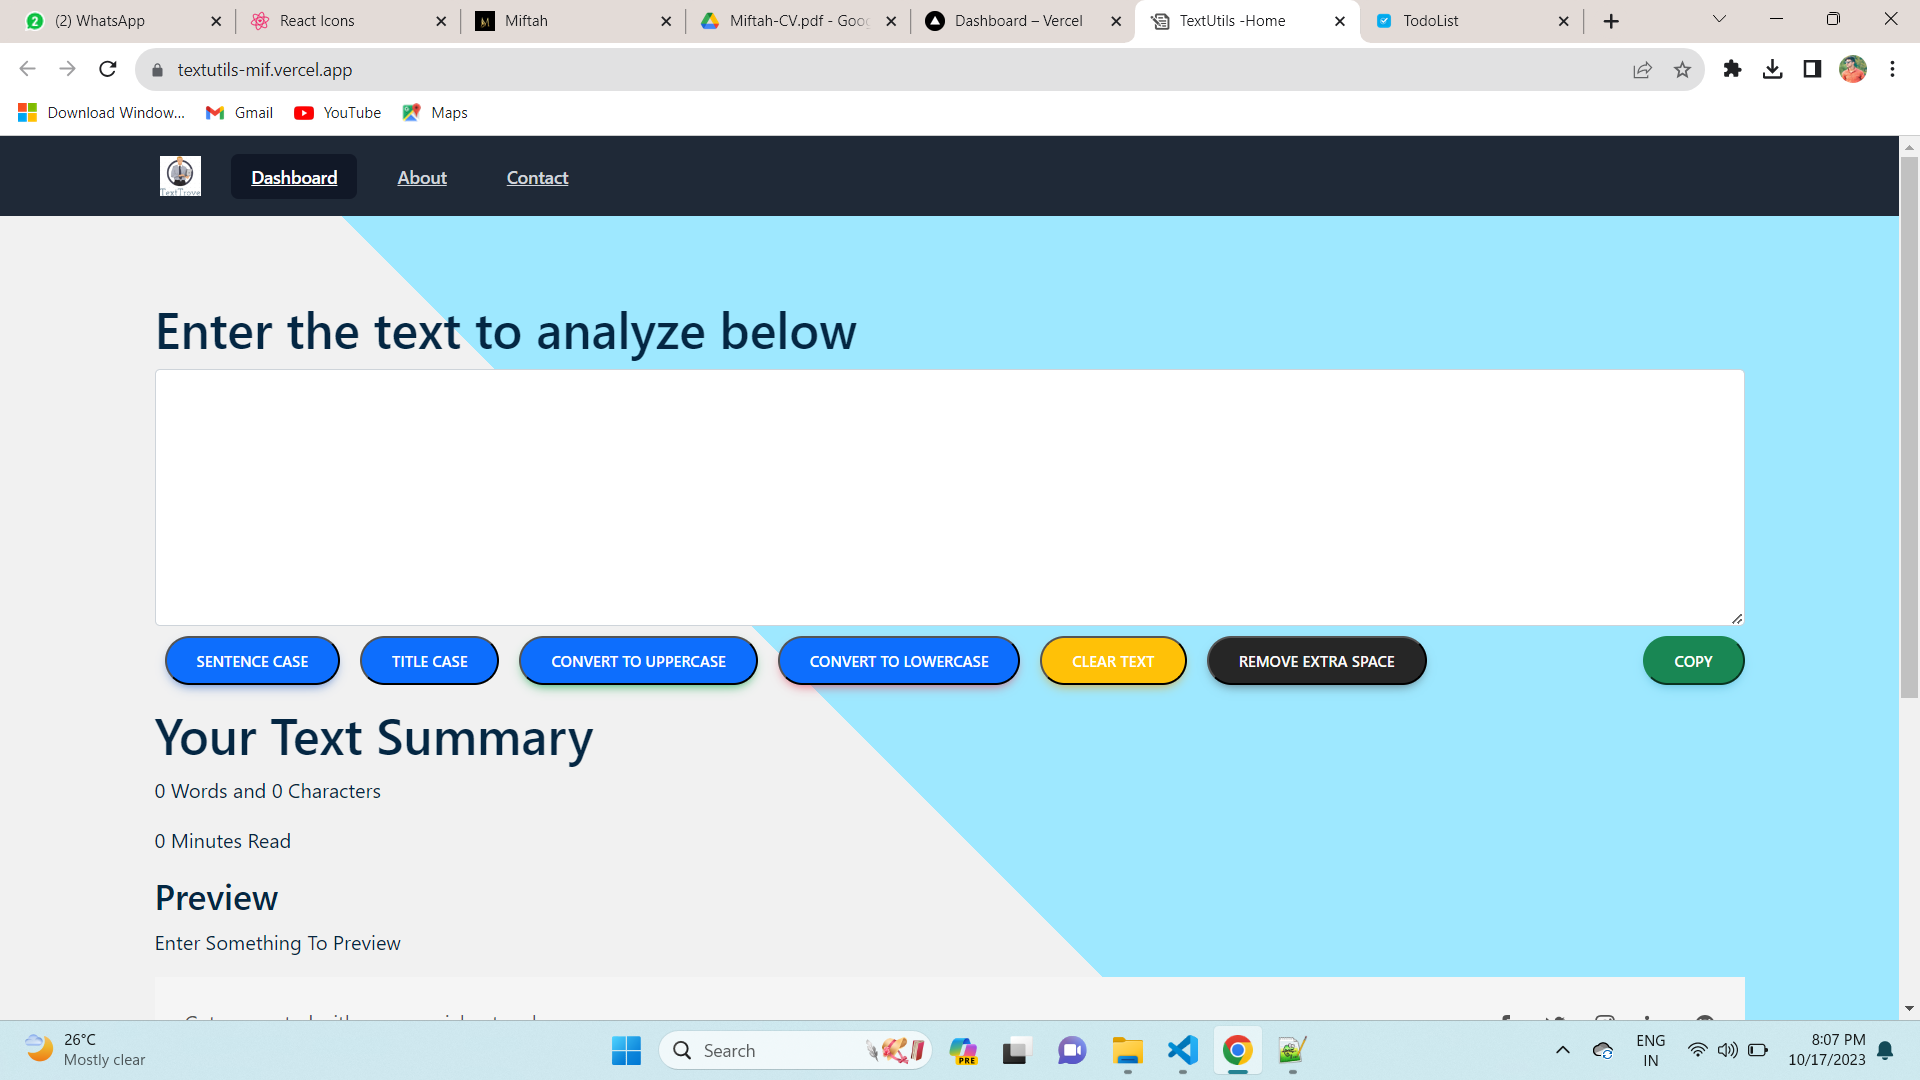 (2) WhatsApp
React Icons
Miftah
Miftah-CV.pdf - Goo
Dashboard – Vercel
TextUtils -Home
TodoList
textutils-mif.vercel.app
Download Window...
Gmail
YouTube
Maps
TextTrove
Dashboard
About
Contact
Enter the text to analyze below
SENTENCE CASE
TITLE CASE
CONVERT TO UPPERCASE
CONVERT TO LOWERCASE
CLEAR TEXT
REMOVE EXTRA SPACE
COPY
Your Text Summary
0 Words and 0 Characters
0 Minutes Read
Preview
Enter Something To Preview
26°C
Mostly clear
Search
PRE
ENG
IN
8:07 PM
10/17/2023